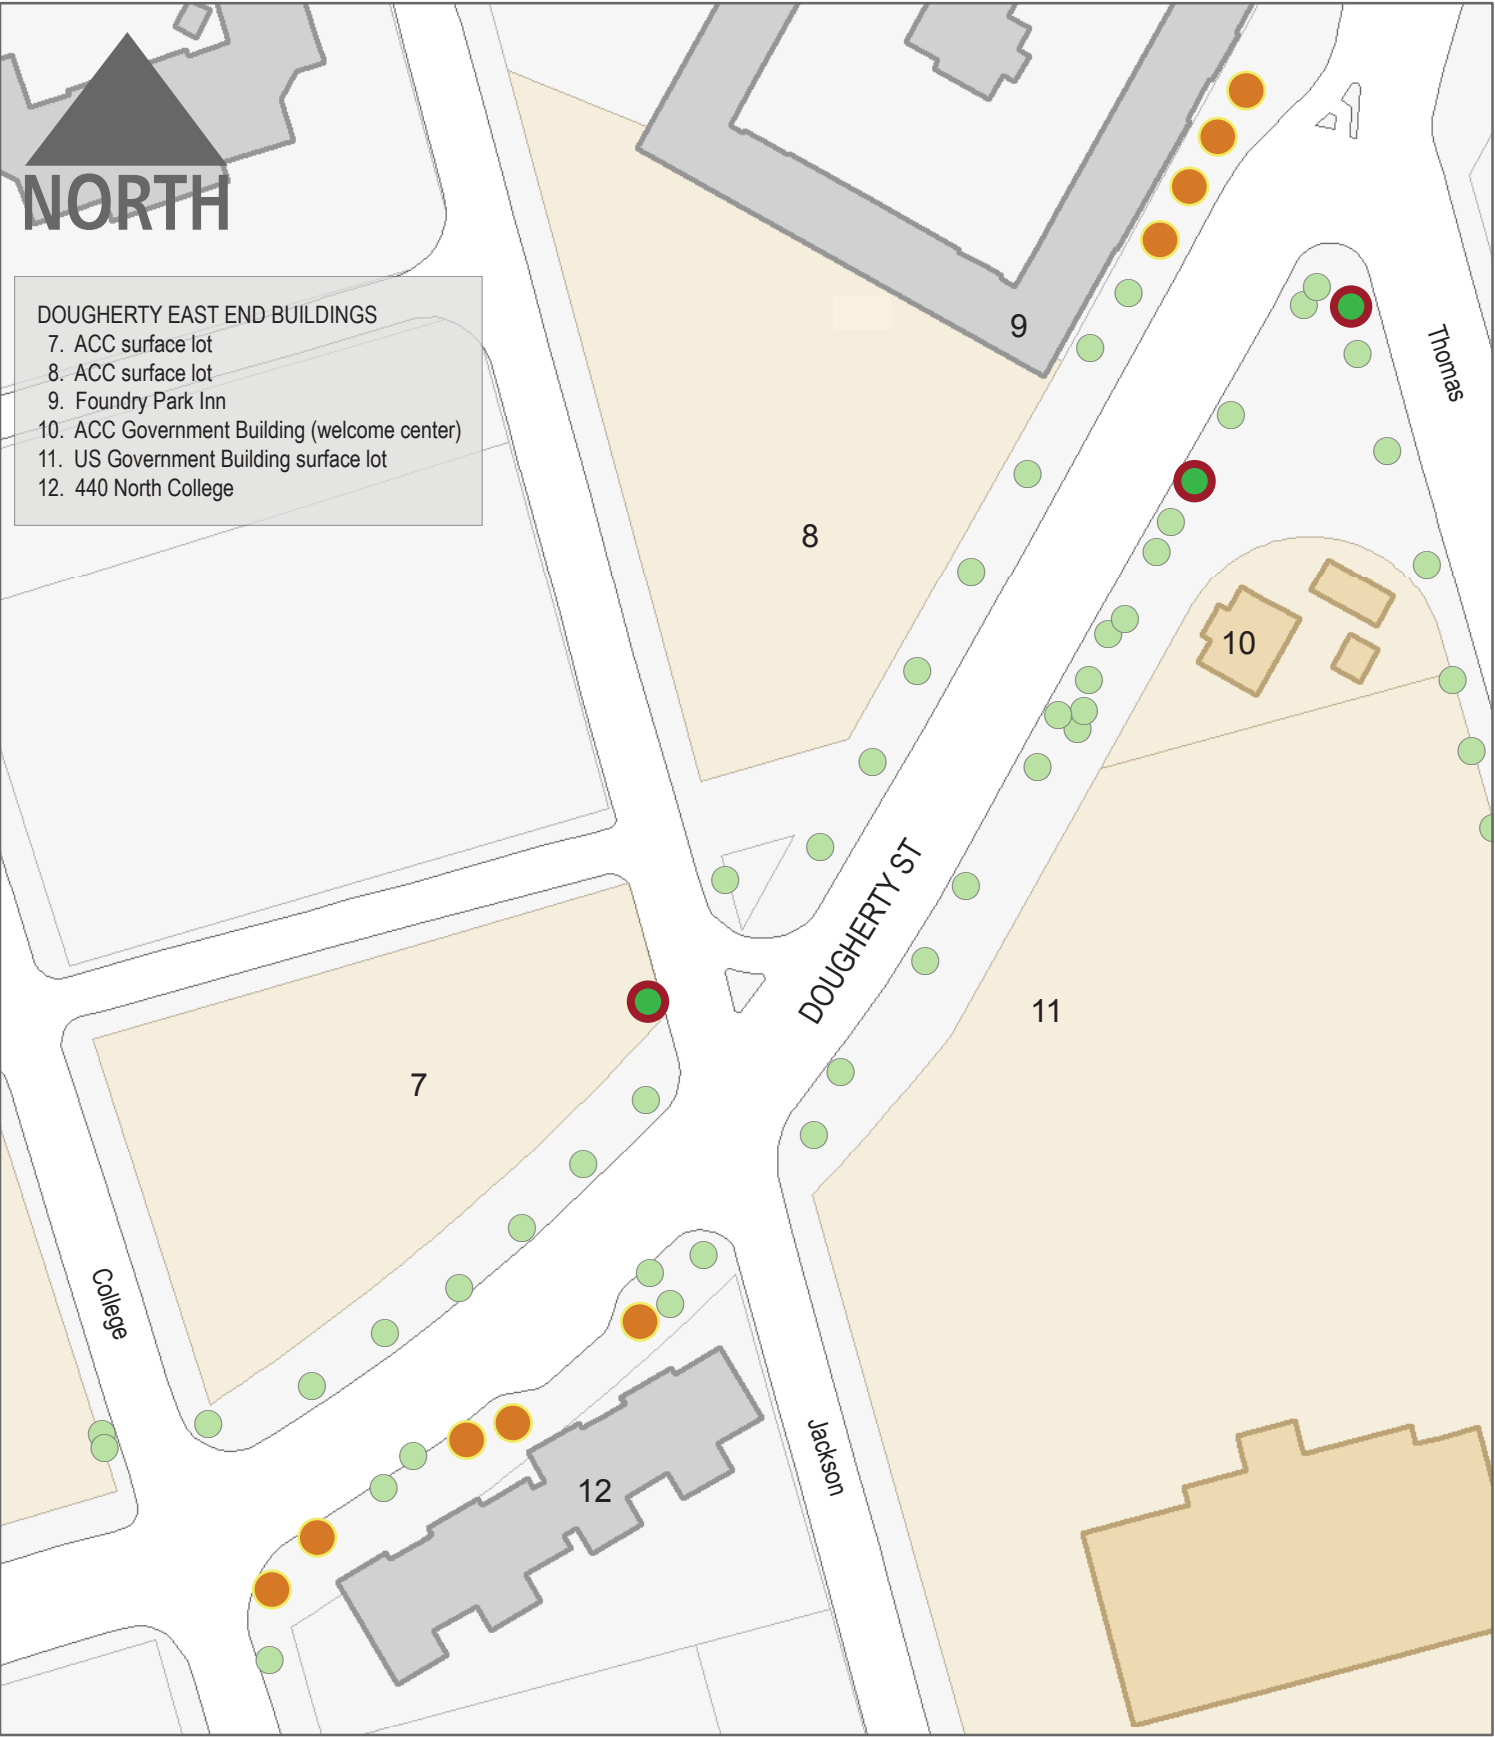 NORTH
DOUGHERTY EAST END BUILDINGS
7. ACC surface lot
8. ACC surface lot
9. Foundry Park Inn
10. ACC Government Building (welcome center)
11. US Government Building surface lot
12. 440 North College
9
Thomas
8
10
DOUGHERTY ST
11
7
College
Jackson
12